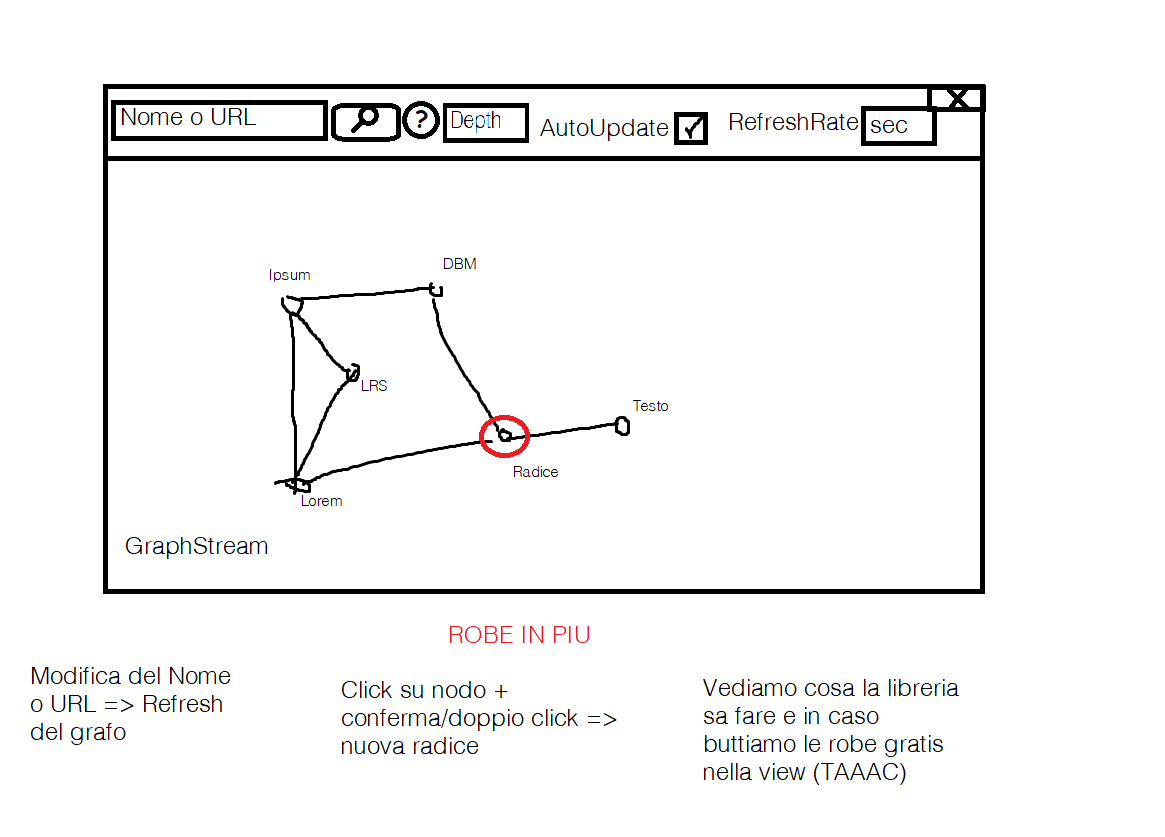 Nome o URL
?
Depth
AutoUpdate
RefreshRate
sec
X
Ipsum
DBM
LRS
Testo
Radice
Lorem
GraphStream
ROBE IN PIU
Modifica del Nome
o URL => Refresh
del grafo
Click su nodo +
conferma/doppio click =>
nuova radice
Vediamo cosa la libreria
sa fare e in caso
buttiamo le robe gratis
nella view (TAAAC)